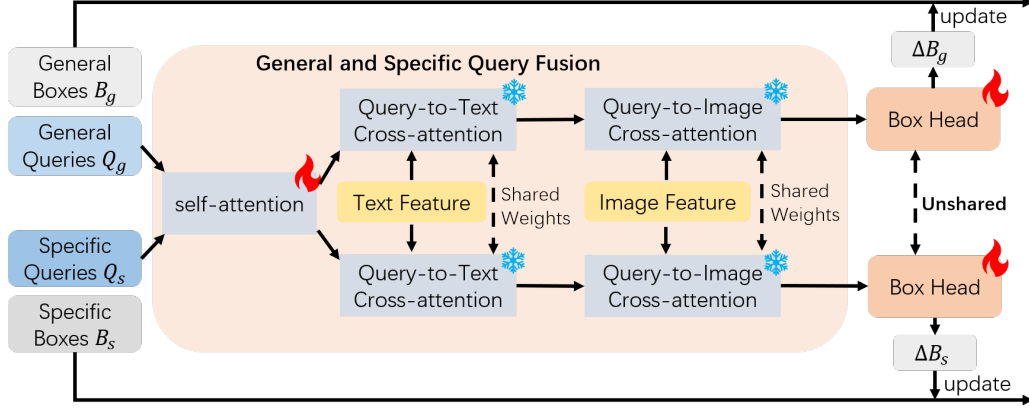 update
General
Boxes B_g
ΔB_g
General and Specific Query Fusion
General
Queries Q_g
Query-to-Text
Cross-attention
Query-to-Image
Cross-attention
Box Head
self-attention
Text Feature
Shared
Weights
Image Feature
Shared
Weights
Unshared
Specific
Queries Q_s
Query-to-Text
Cross-attention
Query-to-Image
Cross-attention
Box Head
Specific
Boxes B_s
ΔB_s
update